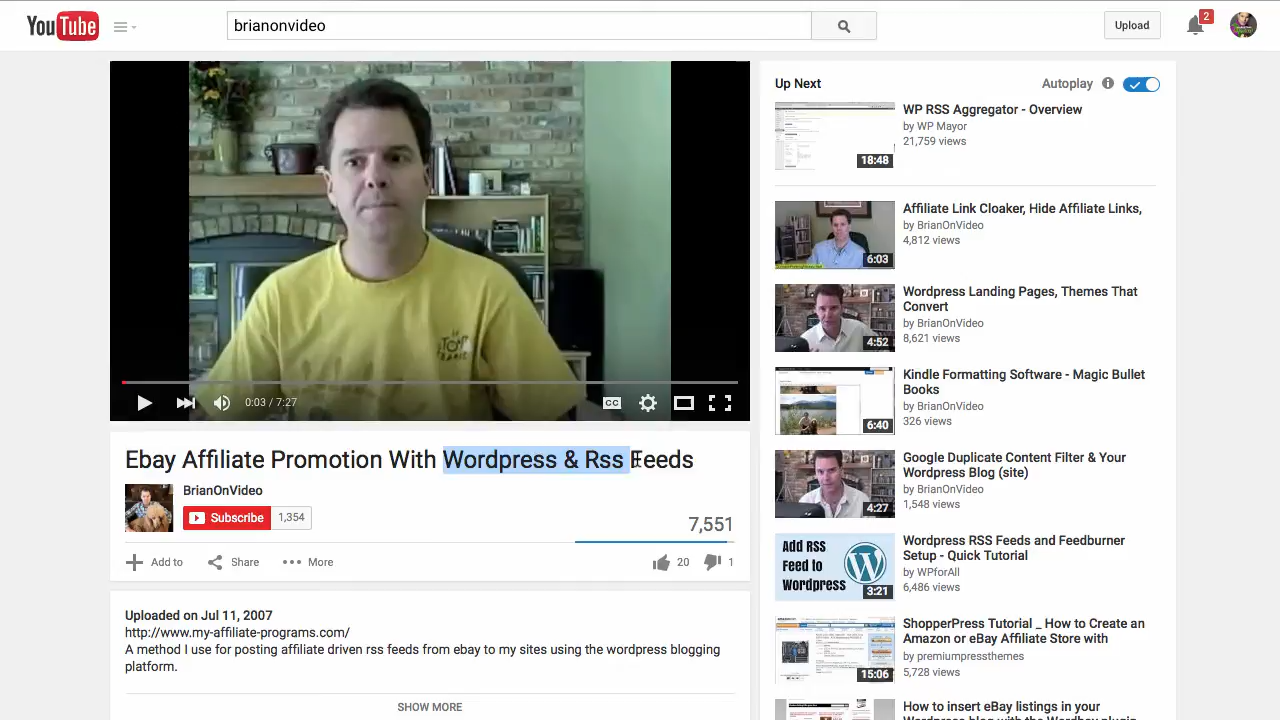 YouTube
brianonvideo
Upload
2
Up Next
Autoplay
WP RSS Aggregator - Overview
by WP Mayor
21,759 views
18:48
Affiliate Link Cloaker, Hide Affiliate Links,
by BrianOnVideo
4,812 views
6:03
Wordpress Landing Pages, Themes That
Convert
by BrianOnVideo
8,621 views
4:52
Kindle Formatting Software - Magic Bullet
Books
by BrianOnVideo
326 views
6:40
Google Duplicate Content Filter & Your
Wordpress Blog (site)
by BrianOnVideo
1,548 views
4:27
Wordpress RSS Feeds and Feedburner
Setup - Quick Tutorial
by WPforAll
6,486 views
Add RSS
Feed to
Wordpress
3:21
ShopperPress Tutorial _ How to Create an
Amazon or eBay Affiliate Store with
by premiumpressthemes
5,728 views
15:06
How to insert eBay listings in your
Wordpress blog with the Wordbay plugin
0:03 / 7:27
CC
Ebay Affiliate Promotion With Wordpress & Rss Feeds
BrianOnVideo
Subscribe
1,354
7,551
Add to
Share
More
20
1
Uploaded on Jul 11, 2007
http://www.my-affiliate-program s.com/
use for posting affiliate driven rss feeds from ebay to my sites using the wordpress blogging
platform.
SHOW MORE